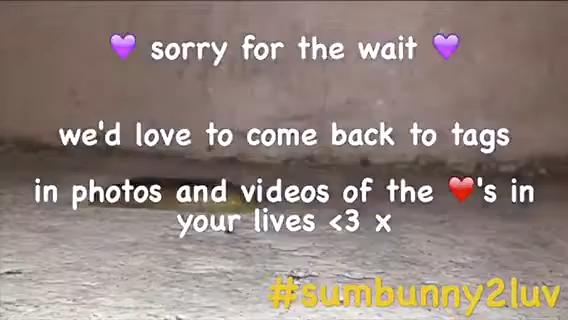 💜 sorry for the wait 💜
we'd love to come back to tags
in photos and videos of the ❤️'s in
your lives <3 x
#sumbunny2luv